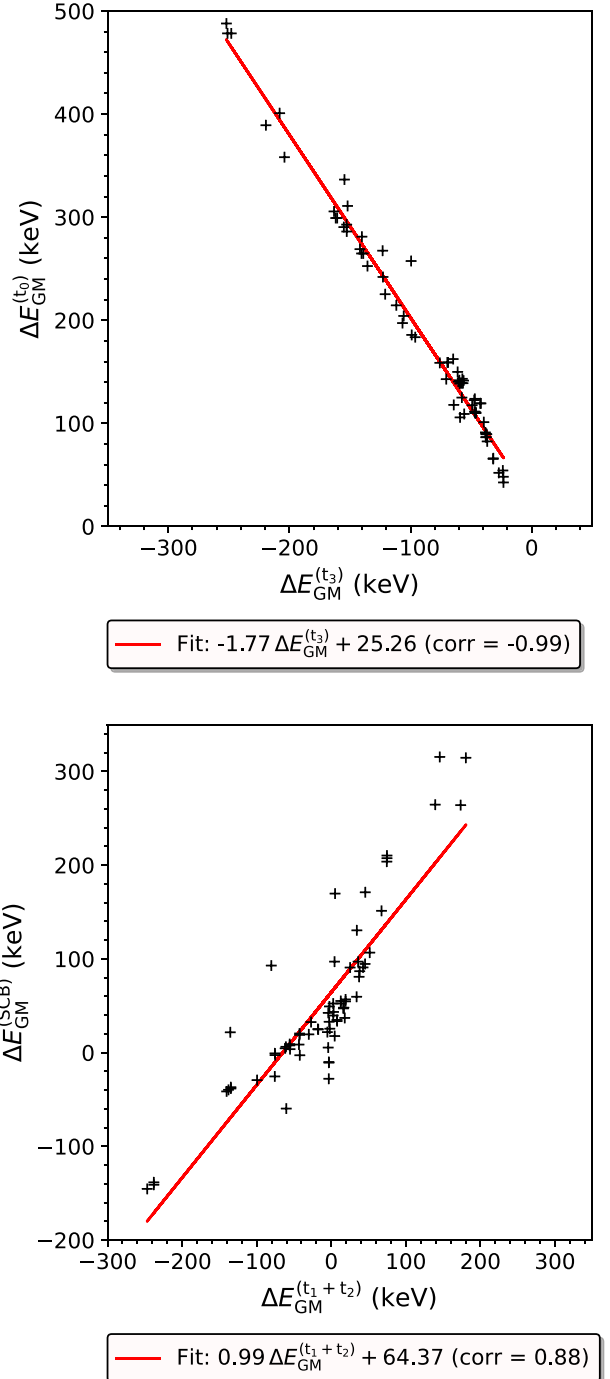 500
400
300
200
100
0
ΔE_GM^(t₀) (keV)
−300 −200 −100 0
ΔE_GM^(t₃) (keV)
Fit: -1.77 ΔE_GM^(t₃) + 25.26 (corr = -0.99)
300
200
100
0
−100
−200
ΔE_GM^(SCB) (keV)
−300 −200 −100 0 100 200 300
ΔE_GM^(t₁ + t₂) (keV)
Fit: 0.99 ΔE_GM^(t₁ + t₂) + 64.37 (corr = 0.88)